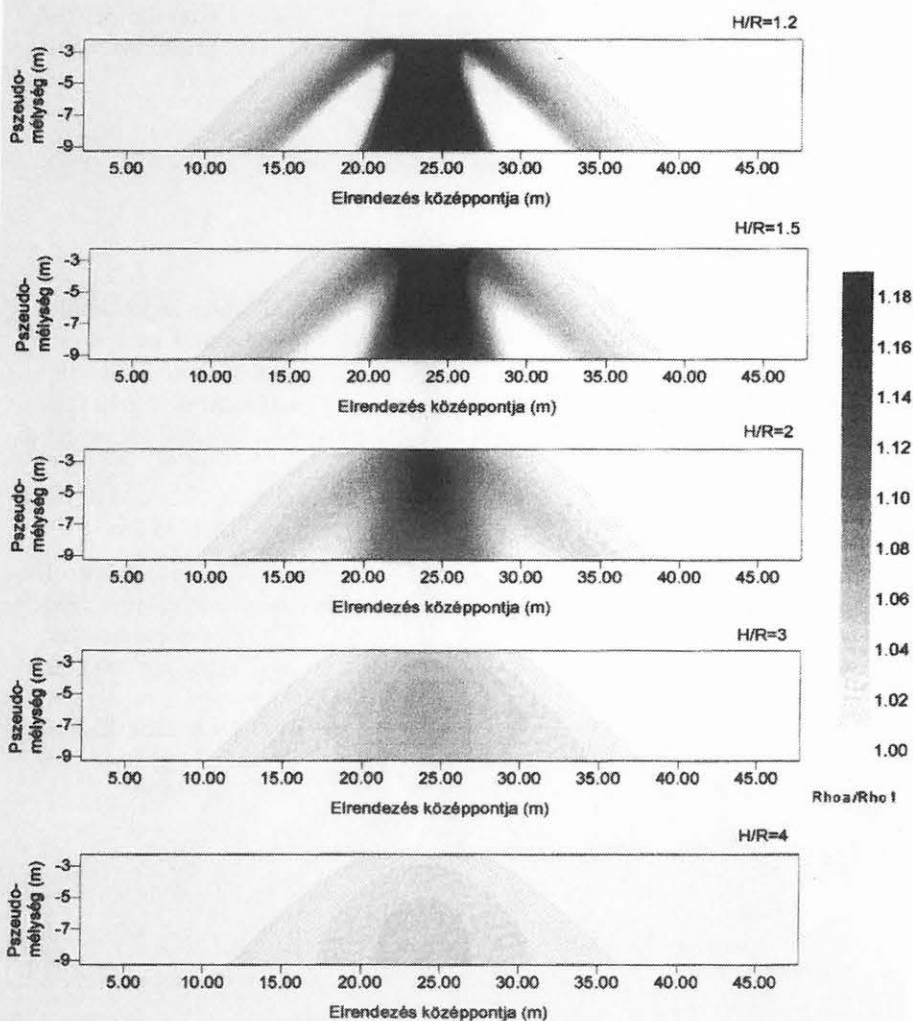 H/R=1.2
Pszeudo-
mélység (m)
-3
-5
-7
-9
5.00 10.00 15.00 20.00 25.00 30.00 35.00 40.00 45.00
Elrendezés középpontja (m)
H/R=1.5
Pszeudo-
mélység (m)
-3
-5
-7
-9
5.00 10.00 15.00 20.00 25.00 30.00 35.00 40.00 45.00
Elrendezés középpontja (m)
H/R=2
Pszeudo-
mélység (m)
-3
-5
-7
-9
5.00 10.00 15.00 20.00 25.00 30.00 35.00 40.00 45.00
Elrendezés középpontja (m)
H/R=3
Pszeudo-
mélység (m)
-3
-5
-7
-9
5.00 10.00 15.00 20.00 25.00 30.00 35.00 40.00 45.00
Elrendezés középpontja (m)
H/R=4
Pszeudo-
mélység (m)
-3
-5
-7
-9
5.00 10.00 15.00 20.00 25.00 30.00 35.00 40.00 45.00
Elrendezés középpontja (m)
1.18
1.16
1.14
1.12
1.10
1.08
1.06
1.04
1.02
1.00
Rhoa/Rho1